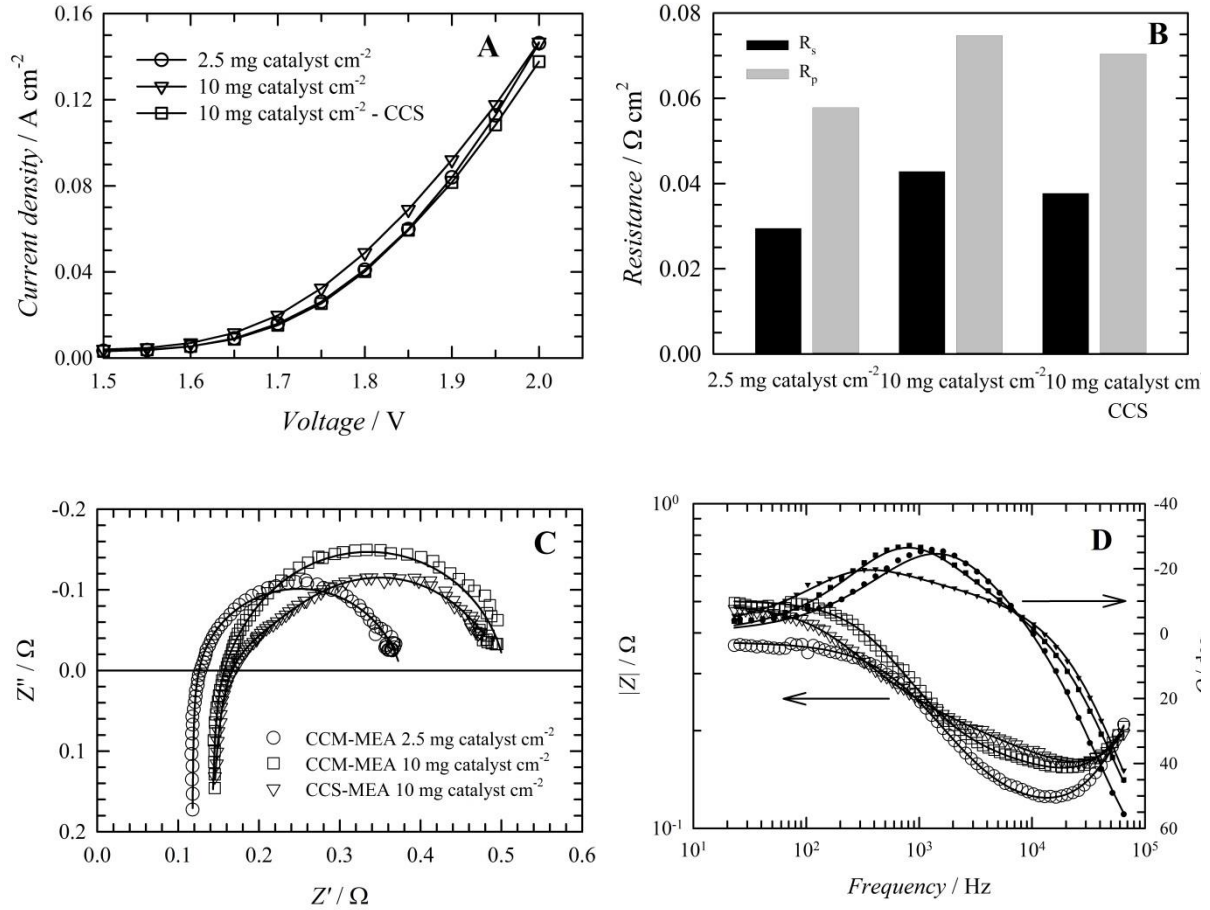 A
Current density / A cm-2
0.16
0.12
0.08
0.04
0.00
2.5 mg catalyst cm-2
10 mg catalyst cm-2
10 mg catalyst cm-2 - CCS
1.5 1.6 1.7 1.8 1.9 2.0
Voltage / V
B
Resistance / Ω cm2
0.08
0.06
0.04
0.02
0.00
Rs
Rp
2.5 mg catalyst cm-2 10 mg catalyst cm-2 10 mg catalyst cm
CCS
C
Z'' / Ω
-0.2
-0.1
0.0
0.1
0.2
CCM-MEA 2.5 mg catalyst cm-2
CCM-MEA 10 mg catalyst cm-2
CCS-MEA 10 mg catalyst cm-2
0.0 0.1 0.2 0.3 0.4 0.5 0.6
Z' / Ω
D
|Z| / Ω
100
10-1
-40
-20
0
20
40
60
101 102 103 104 105
Frequency / Hz